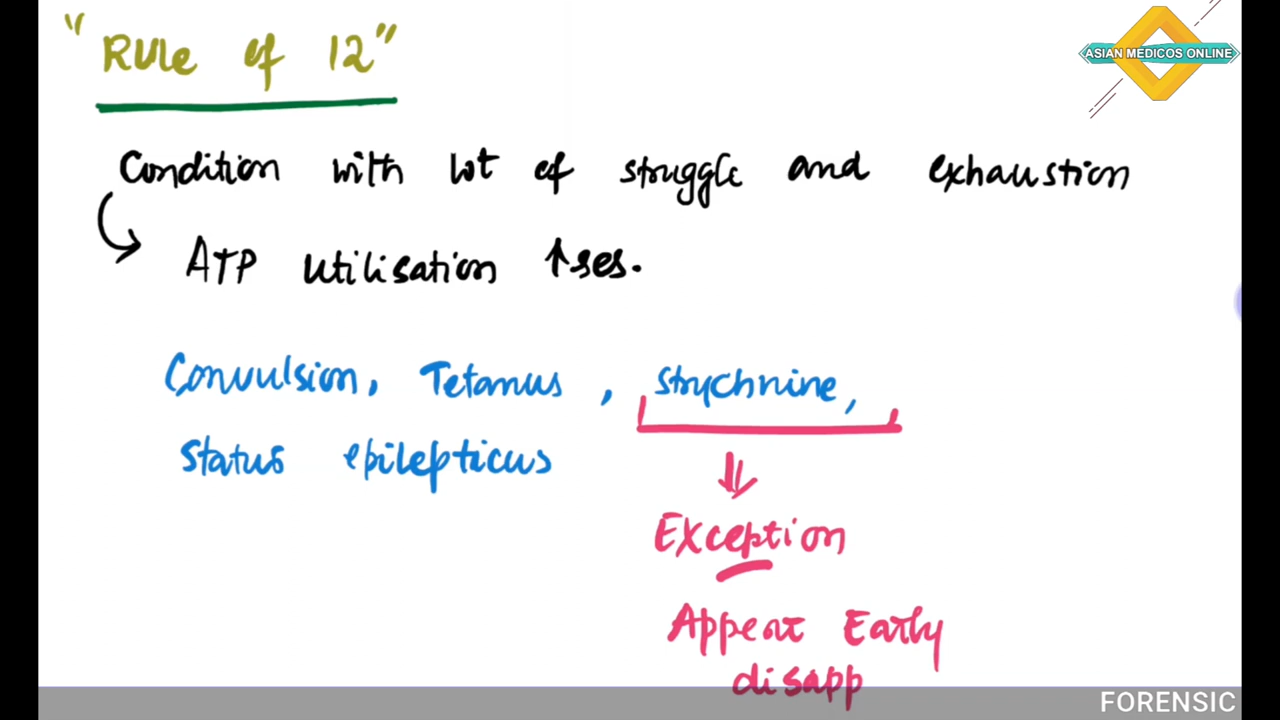 "Rule of 12"
ASIAN MEDICOS ONLINE
Condition with lot of struggle and exhaustion
ATP utilisation ↑ses.
Convulsion, Tetanus, strychnine,
status epilepticus
Exception
Appear Early
disapp
FORENSIC